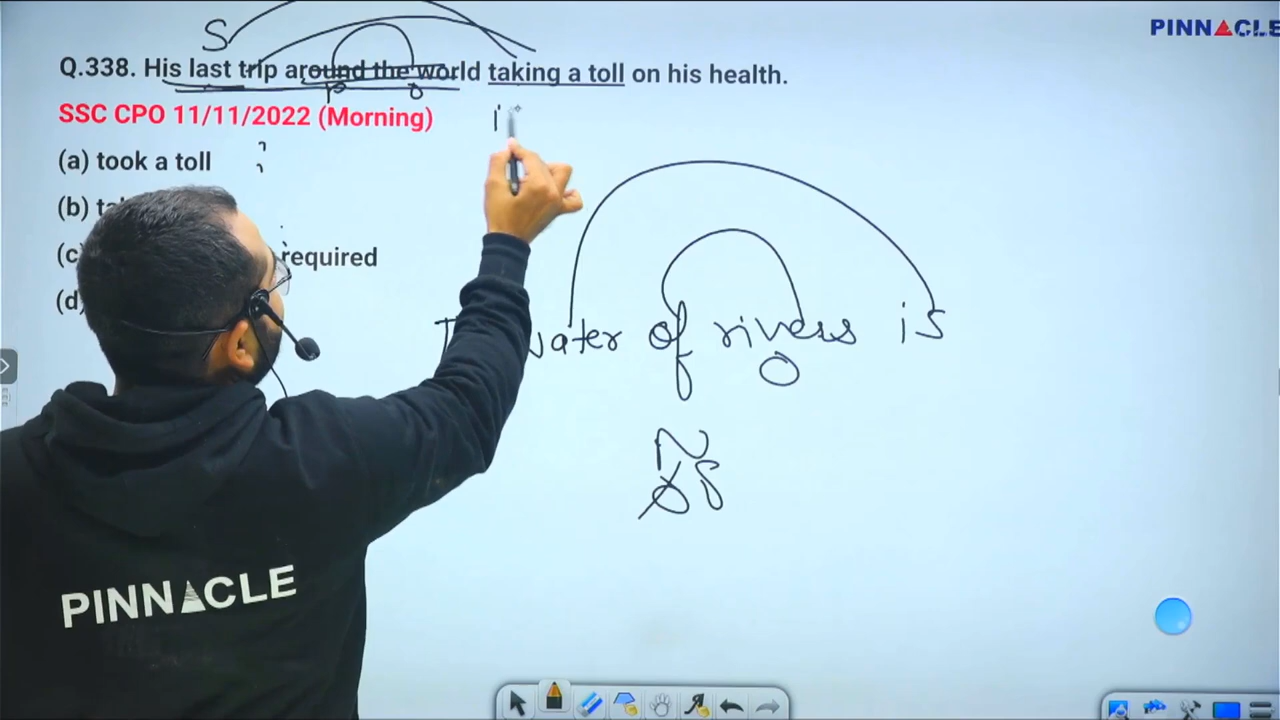 PINNACLE
S
Q.338. His last trip around the world taking a toll on his health.
P O
SSC CPO 11/11/2022 (Morning)
(a) took a toll
(b)
(c) required
(d)
water of rivers is
O
PINNACLE